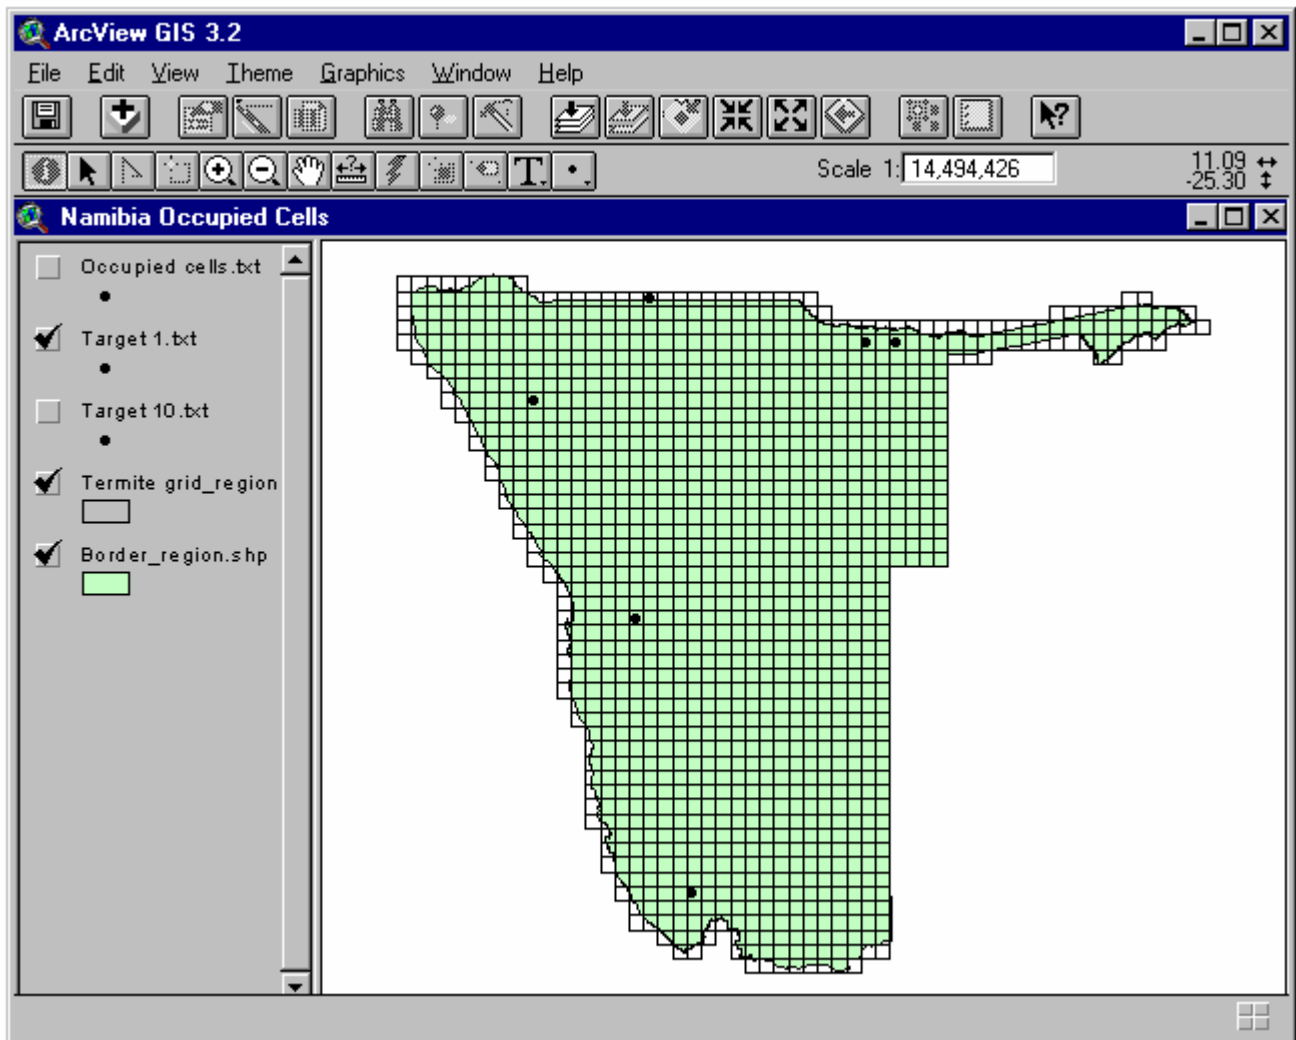 ArcView GIS 3.2
File Edit View Theme Graphics Window Help
Scale 1: 14,494,426 11.09
-25.30
Namibia Occupied Cells
Occupied cells.txt
Target 1.txt
Target 10.txt
Termite grid_region
Border_region.shp